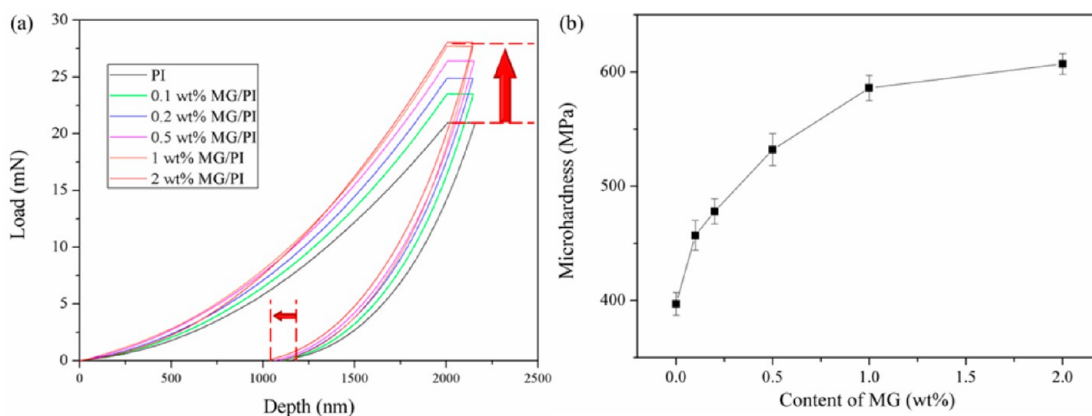 (a)
30
25
20
15
10
5
0
Load (mN)
PI
0.1 wt% MG/PI
0.2 wt% MG/PI
0.5 wt% MG/PI
1 wt% MG/PI
2 wt% MG/PI
0 500 1000 1500 2000 2500
Depth (nm)
(b)
600
500
400
Microhardness (MPa)
0.0 0.5 1.0 1.5 2.0
Content of MG (wt%)